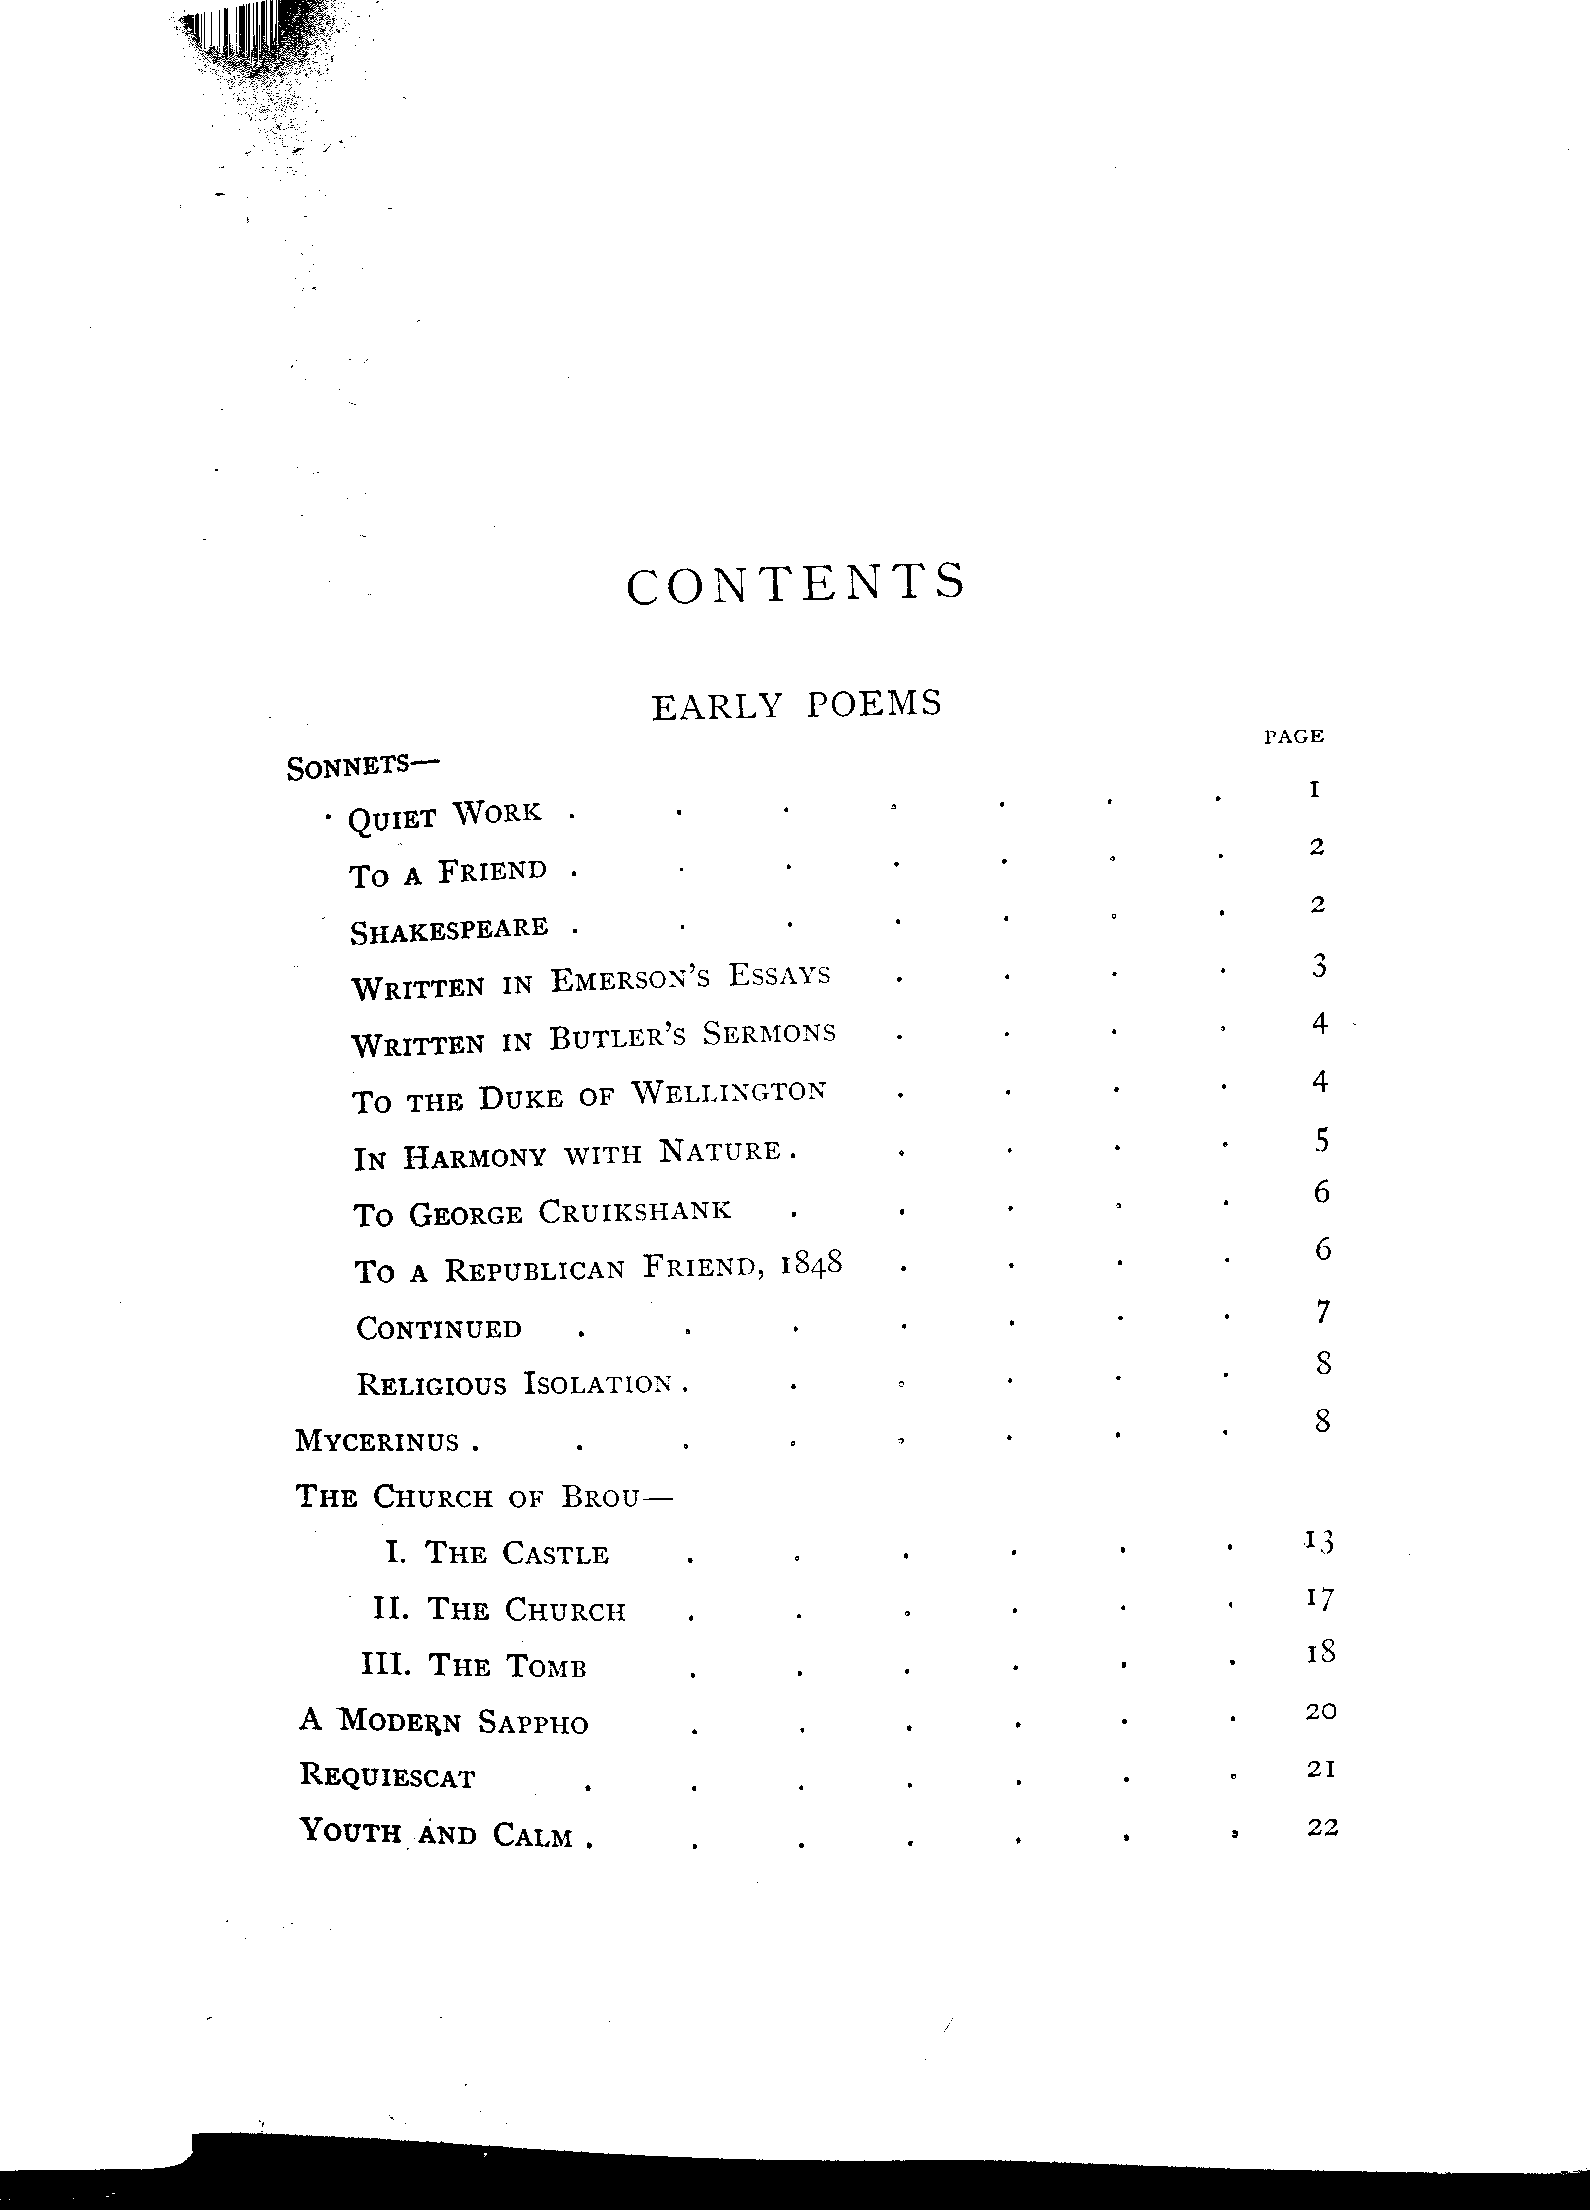 CONTENTS
EARLY POEMS
PAGE
SONNETS—
QUIET WORK . . . . . . . 1
TO A FRIEND . . . . . . . 2
SHAKESPEARE . . . . . . . 2
WRITTEN IN EMERSON'S ESSAYS . . . . 3
WRITTEN IN BUTLER'S SERMONS . . . . 4
TO THE DUKE OF WELLINGTON . . . . 4
IN HARMONY WITH NATURE . . . . . 5
TO GEORGE CRUIKSHANK . . . . . 6
TO A REPUBLICAN FRIEND, 1848 . . . . 6
CONTINUED . . . . . . . 7
RELIGIOUS ISOLATION . . . . . . 8
MYCERINUS . . . . . . . . 8
THE CHURCH OF BROU—
I. THE CASTLE . . . . . . 13
II. THE CHURCH . . . . . . 17
III. THE TOMB . . . . . . 18
A MODERN SAPPHO . . . . . . 20
REQUIESCAT . . . . . . . 21
YOUTH AND CALM . . . . . . . 22